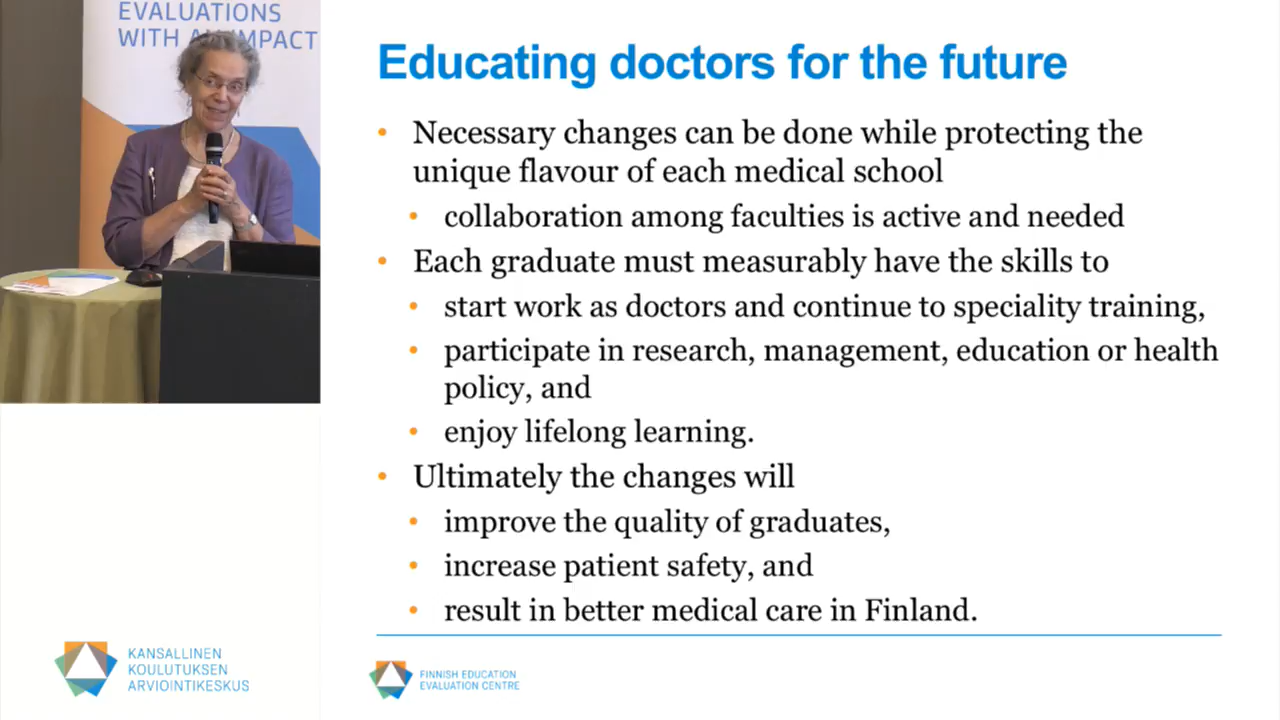 EVALUATIONS
WITH AN IMPACT
Educating doctors for the future
• Necessary changes can be done while protecting the
unique flavour of each medical school
• collaboration among faculties is active and needed
• Each graduate must measurably have the skills to
• start work as doctors and continue to speciality training,
• participate in research, management, education or health
policy, and
• enjoy lifelong learning.
• Ultimately the changes will
• improve the quality of graduates,
• increase patient safety, and
• result in better medical care in Finland.
KANSALLINEN
KOULUTUKSEN
ARVIOINTIKESKUS
FINNISH EDUCATION
EVALUATION CENTRE